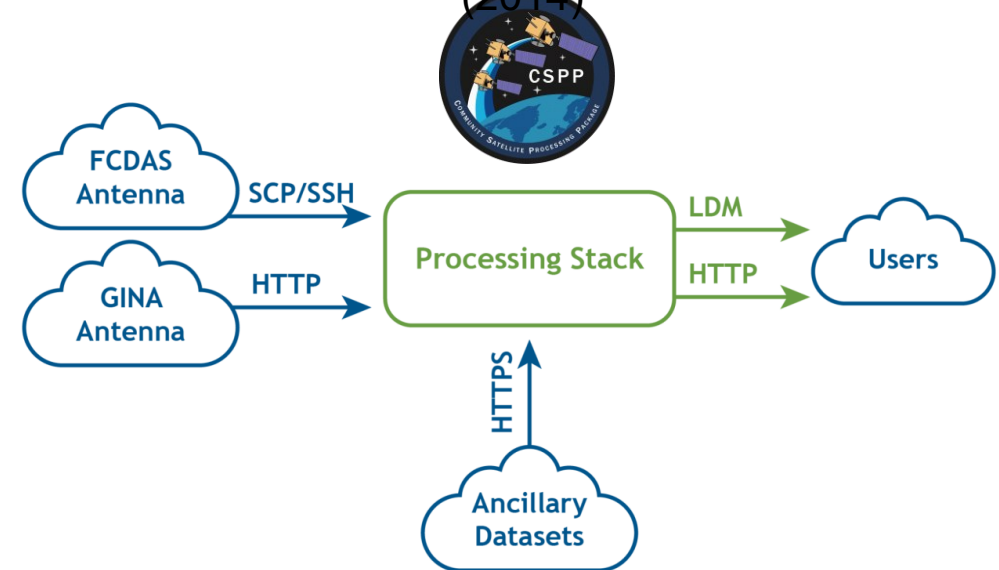 (2014)
CSPP
COMMUNITY SATELLITE PROCESSING PACKAGE
FCDAS
Antenna
SCP/SSH
GINA
Antenna
HTTP
Processing Stack
LDM
HTTP
Users
HTTPS
Ancillary
Datasets